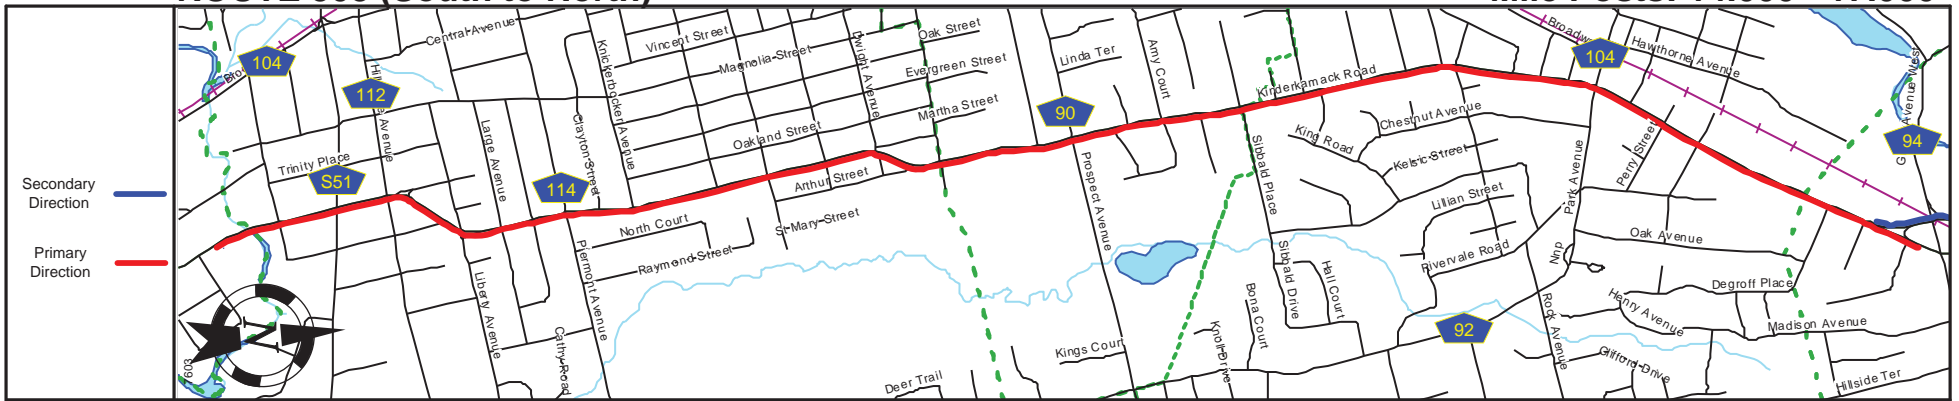 Secondary
Direction
Primary
Direction
104
112
S51
114
90
104
94
92
Central Avenue
Vincent Street
Magnolia Street
Dwight Avenue
Oak Street
Evergreen Street
Martha Street
Linda Ter
Amy Court
Kinderkamack Road
Hawthorne Avenue
Knickerbocker Avenue
Clayton Street
Large Avenue
Trinity Place
Oakland Street
Arthur Street
St Mary Street
North Court
Raymond Street
Piermont Avenue
Liberty Avenue
Cathy Road
Prospect Avenue
Sibbald Place
Sibbald Drive
King Road
Chestnut Avenue
Kelsic Street
Lillian Street
Park Avenue
Perry Street
Oak Avenue
Rivervale Road
Hall Court
Bona Court
Knoll Drive
Kings Court
Deer Trail
Rock Avenue
Henry Avenue
Degroff Place
Madison Avenue
Clifford Drive
Hillside Ter